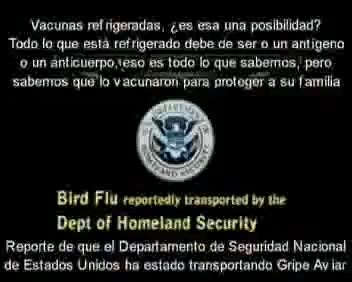 Vacunas refrigeradas, ¿es esa una posibilidad?
Todo lo que está refrigerado debe de ser o un antígeno
o un anticuerpo, eso es todo lo que sabemos, pero
sabemos que lo vacunaron para proteger a su familia
HOMELAND SECURITY
Bird Flu reportedly transported by the
Dept of Homeland Security
Reporte de que el Departamento de Seguridad Nacional
de Estados Unidos ha estado transportando Gripe Aviar